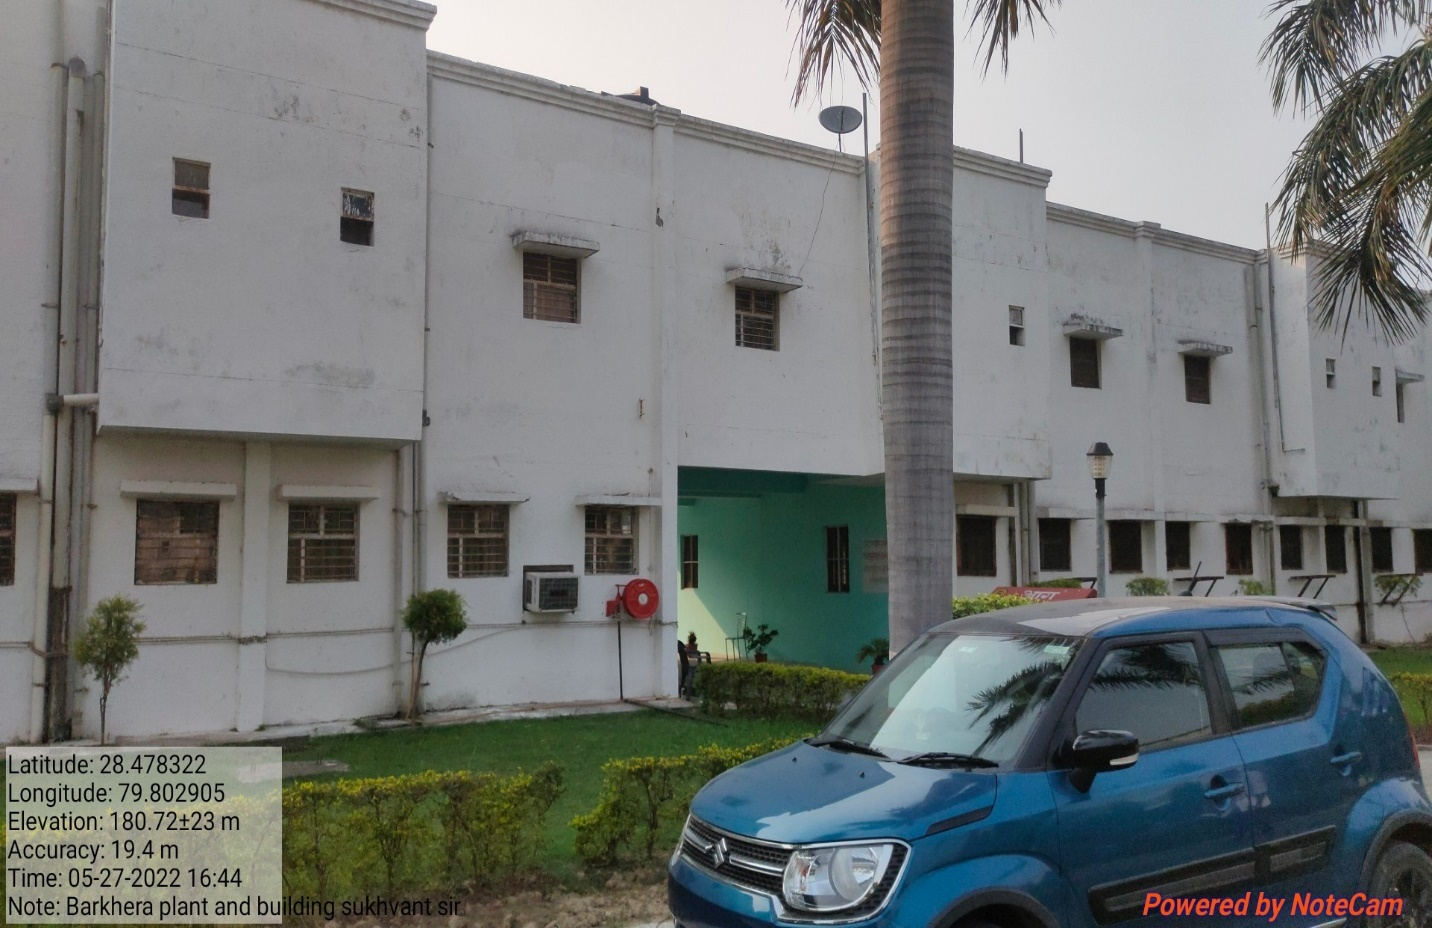 आग
Latitude: 28.478322
Longitude: 79.802905
Elevation: 180.72±23 m
Accuracy: 19.4 m
Time: 05-27-2022 16:44
Note: Barkhera plant and building sukhvant sir
Powered by NoteCam